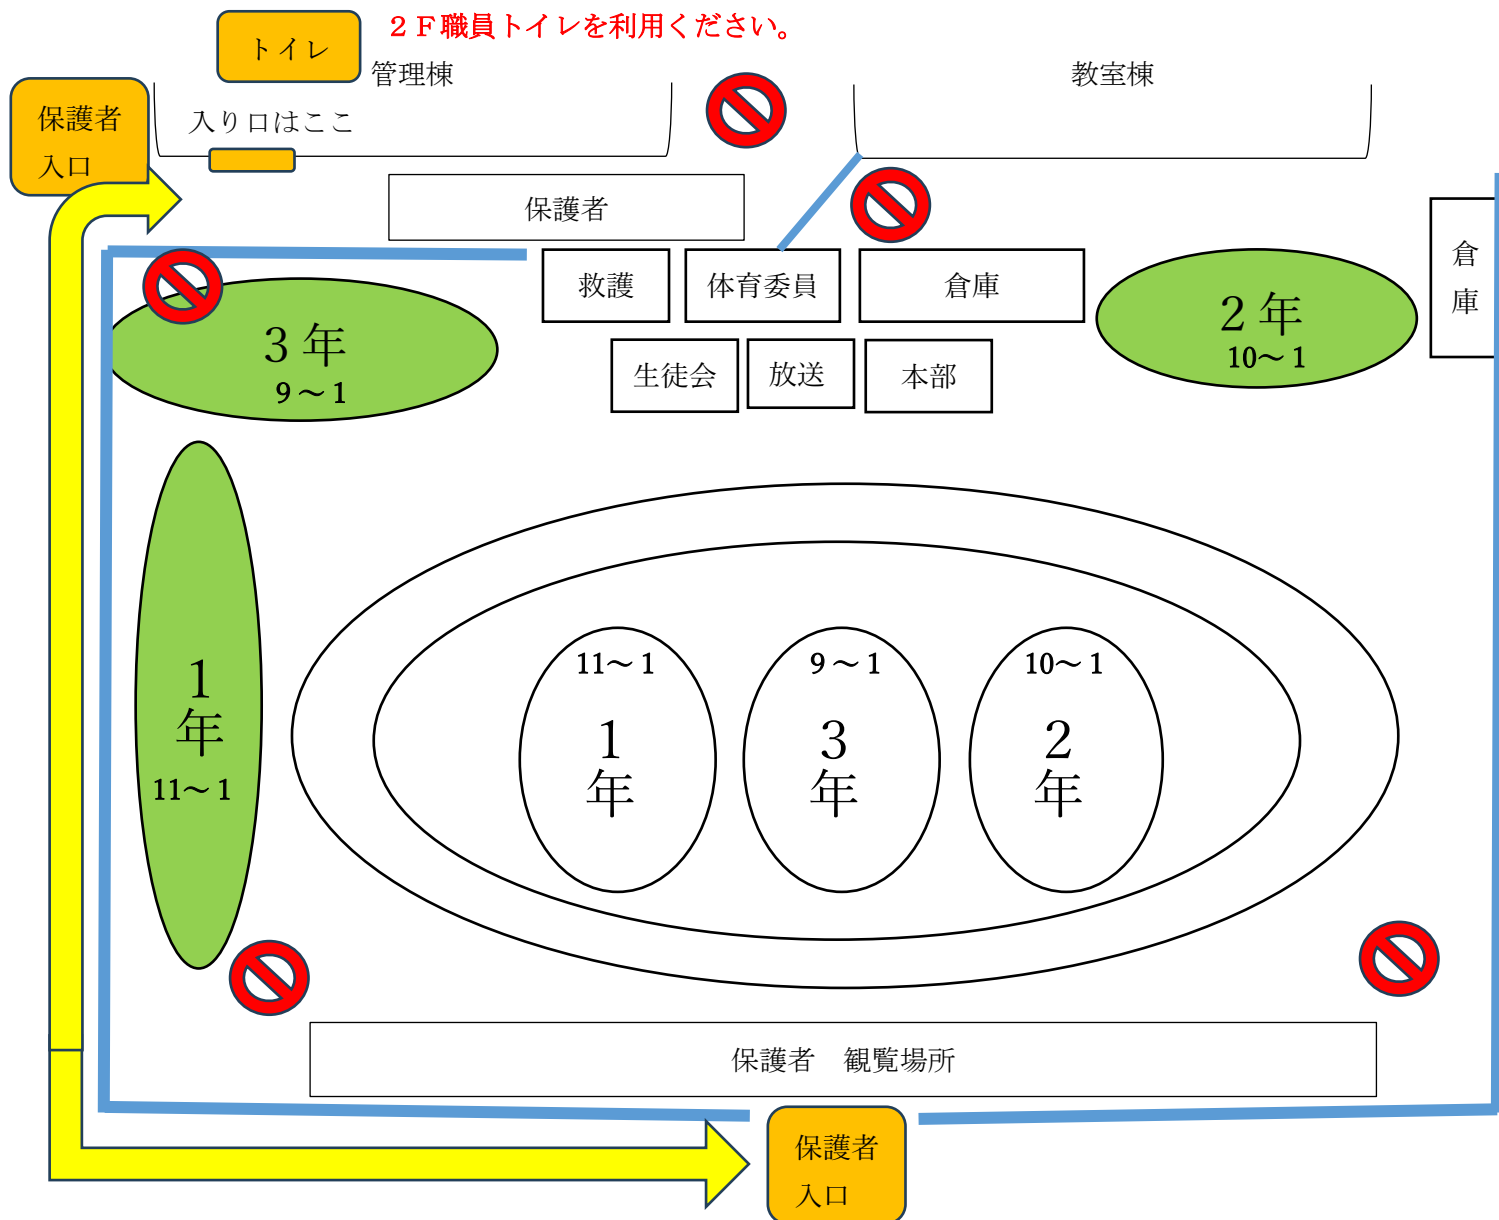 ２Ｆ職員トイレを利用ください。
トイレ
管理棟
教室棟
保護者
入口
入り口はここ
保護者
倉
庫
救護
体育委員
倉庫
２年
10～１
３年
９～１
生徒会
放送
本部
11～１
９～１
10～１
１
年
11～１
１
年
３
年
２
年
保護者　観覧場所
保護者
入口